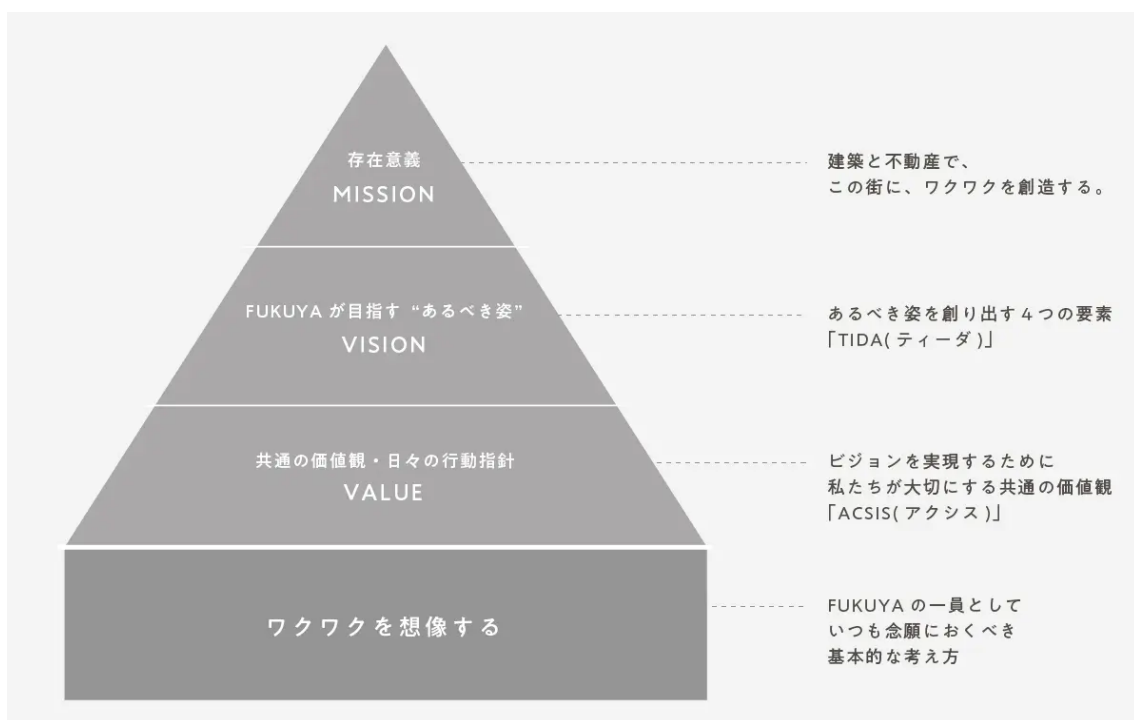 存在意義
MISSION
建築と不動産で、
この街に、ワクワクを創造する。
FUKUYA が目指す “あるべき姿”
VISION
あるべき姿を創り出す4つの要素
「TIDA( ティーダ )」
共通の価値観・日々の行動指針
VALUE
ビジョンを実現するために
私たちが大切にする共通の価値観
「ACSIS( アクシス )」
ワクワクを想像する
FUKUYA の一員として
いつも念願におくべき
基本的な考え方